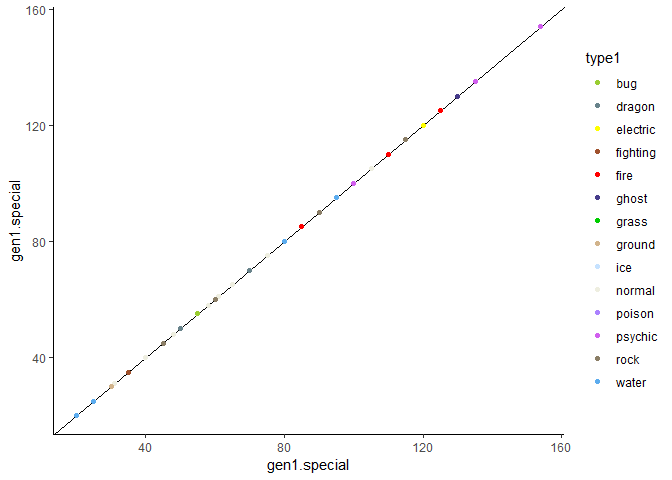 160
120
80
40
gen1.special
40
80
120
160
gen1.special
type1
bug
dragon
electric
fighting
fire
ghost
grass
ground
ice
normal
poison
psychic
rock
water